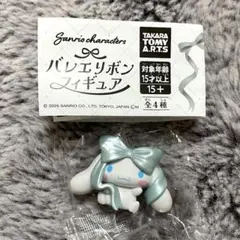 Sanrio characters
バレエリボン
フィギュア
TAKARA
TOMY
A.R.T.S
対象年齢
15才以上
15+
全4種
© 2025 SANRIO CO., LTD. TOKYO, JAPAN